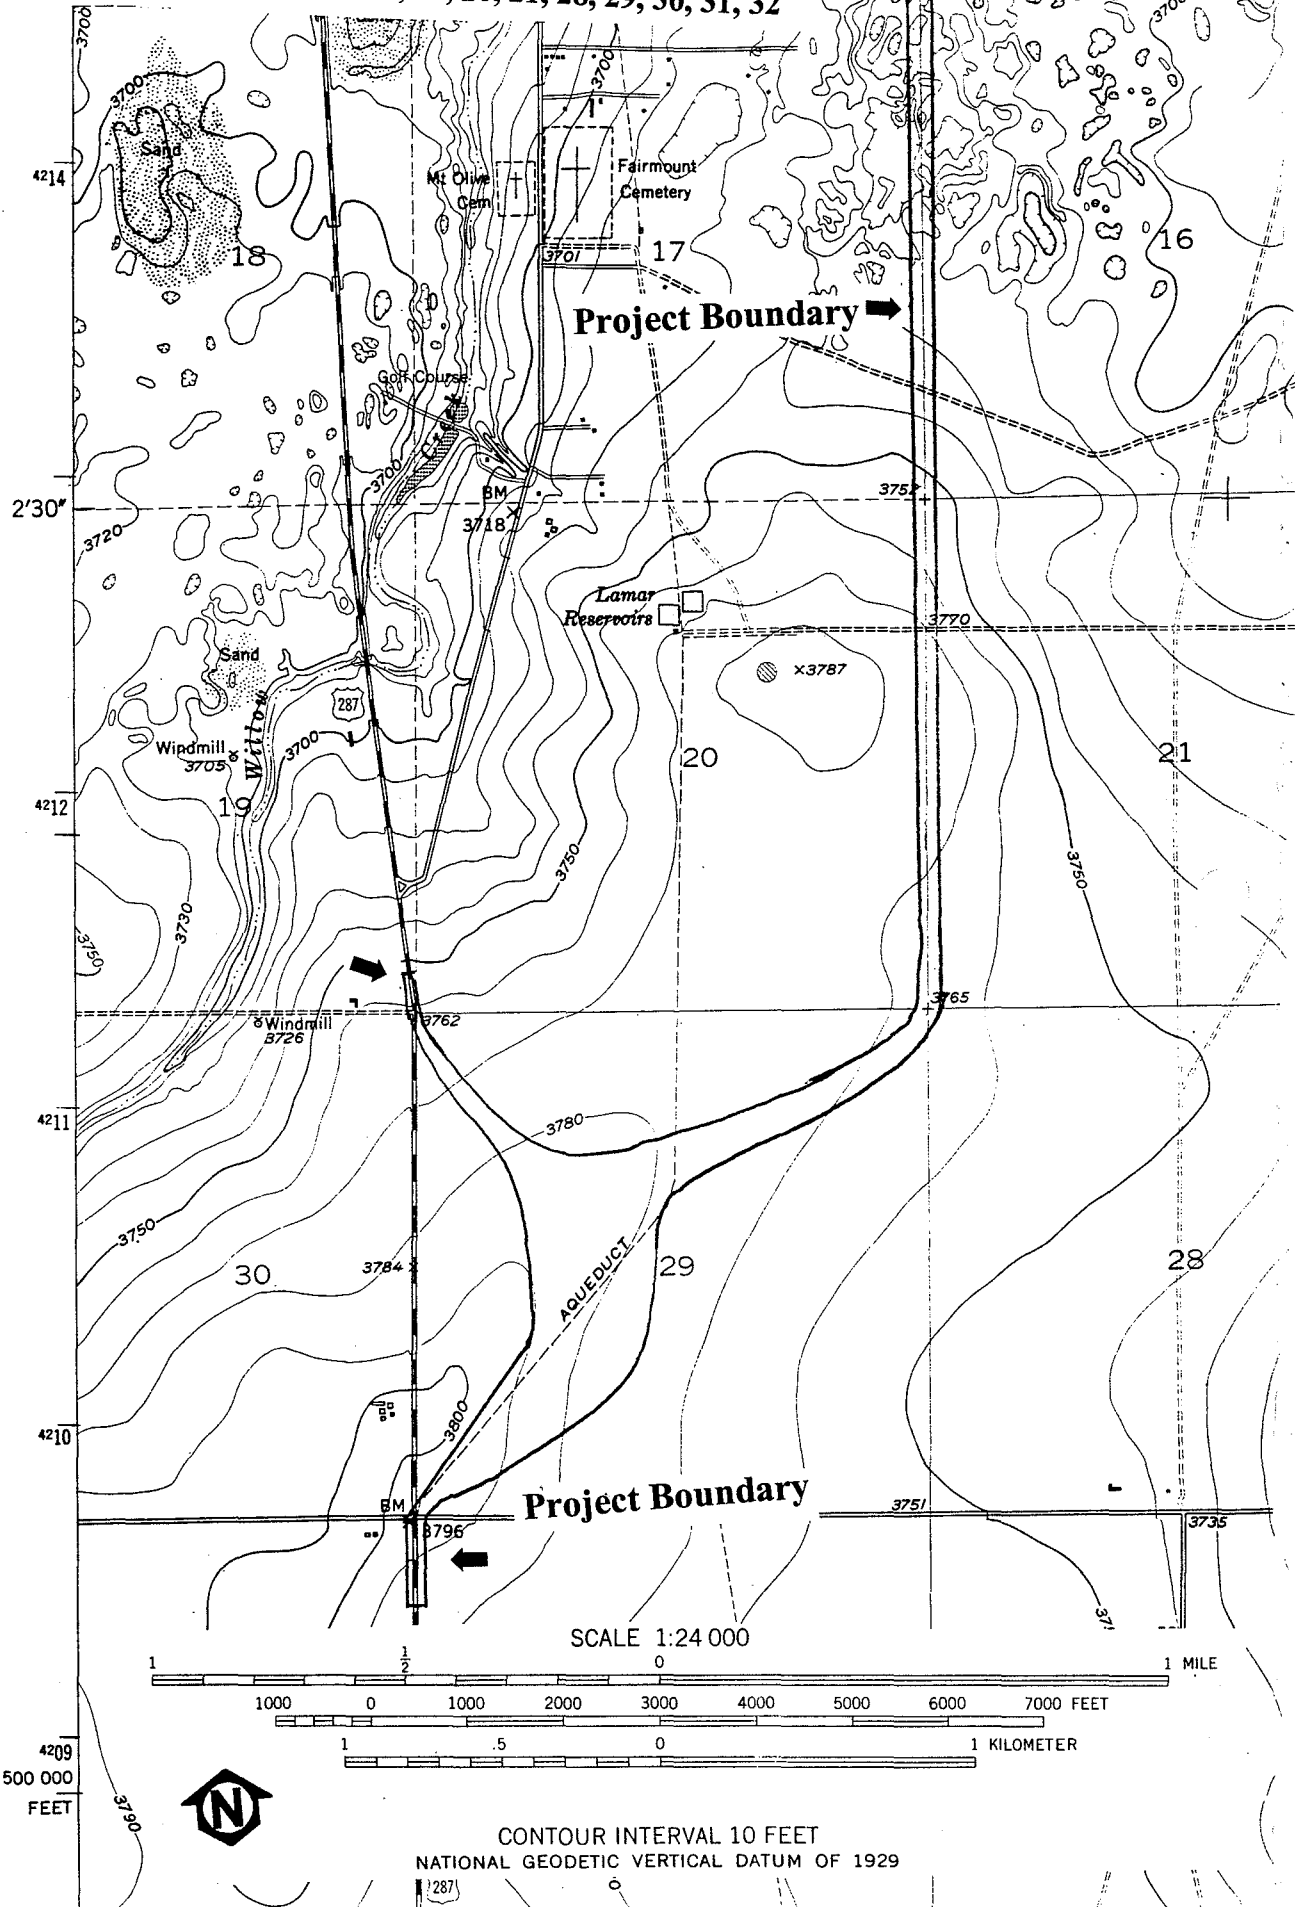 21, 28, 29, 30, 31, 32
3700
3700
3700
3700
Sand
4214
Mt Olive
Cem
Fairmount
Cemetery
18
3701
17
16
Project Boundary
Golf Course
3700
BM
3718
3752
2'30"
3720
Lamar
Reservoirs
3770
Sand
×3787
287
Willow
3700
Windmill
3705
20
21
4212
19
3750
3750
3730
3750
3765
3762
Windmill
3726
4211
3780
3750
AQUEDUCT
30
3784
29
28
3800
4210
Project Boundary
BM
3751
3796
3735
SCALE 1:24 000
1 1/2 0 1 MILE
1000 0 1000 2000 3000 4000 5000 6000 7000 FEET
1 .5 0 1 KILOMETER
4209
500 000
FEET
3790
N
CONTOUR INTERVAL 10 FEET
NATIONAL GEODETIC VERTICAL DATUM OF 1929
287